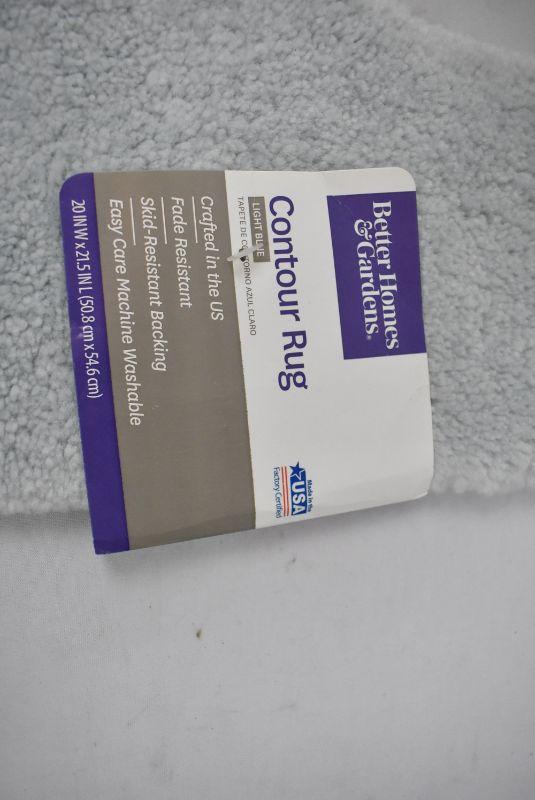 Better Homes
& Gardens®
Contour Rug
LIGHT BLUE
TAPETE DE CONTORNO AZUL CLARO
Made in the
USA
Factory Certified
Crafted in the US
Fade Resistant
Skid-Resistant Backing
Easy Care Machine Washable
20 IN W x 21.5 IN L (50.8 cm x 54.6 cm)